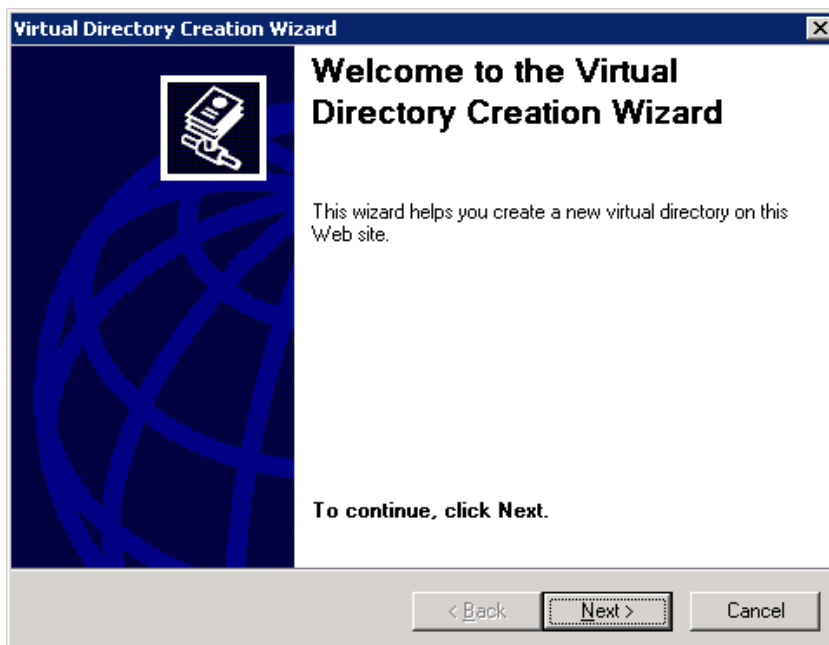 Virtual Directory Creation Wizard
Welcome to the Virtual
Directory Creation Wizard
This wizard helps you create a new virtual directory on this
Web site.
To continue, click Next.
< Back
Next >
Cancel